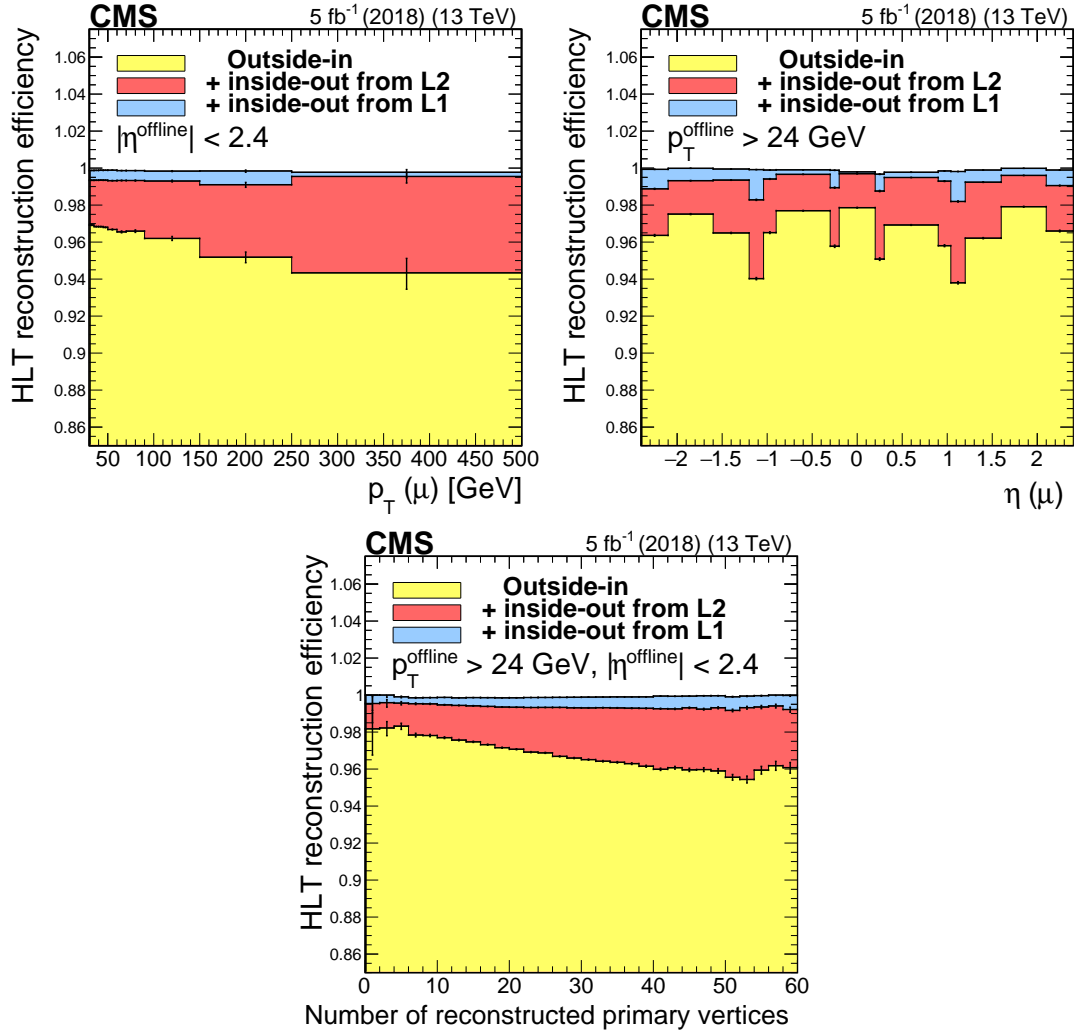 CMS 5 fb⁻¹ (2018) (13 TeV)
HLT reconstruction efficiency
1.06
1.04
1.02
1
0.98
0.96
0.94
0.92
0.9
0.88
0.86
Outside-in
+ inside-out from L2
+ inside-out from L1
|η^offline| < 2.4
50 100 150 200 250 300 350 400 450 500
p_T (μ) [GeV]
CMS 5 fb⁻¹ (2018) (13 TeV)
HLT reconstruction efficiency
1.06
1.04
1.02
1
0.98
0.96
0.94
0.92
0.9
0.88
0.86
Outside-in
+ inside-out from L2
+ inside-out from L1
p_T^offline > 24 GeV
−2 −1.5 −1 −0.5 0 0.5 1 1.5 2
η (μ)
CMS 5 fb⁻¹ (2018) (13 TeV)
HLT reconstruction efficiency
1.06
1.04
1.02
1
0.98
0.96
0.94
0.92
0.9
0.88
0.86
Outside-in
+ inside-out from L2
+ inside-out from L1
p_T^offline > 24 GeV, |η^offline| < 2.4
0 10 20 30 40 50 60
Number of reconstructed primary vertices